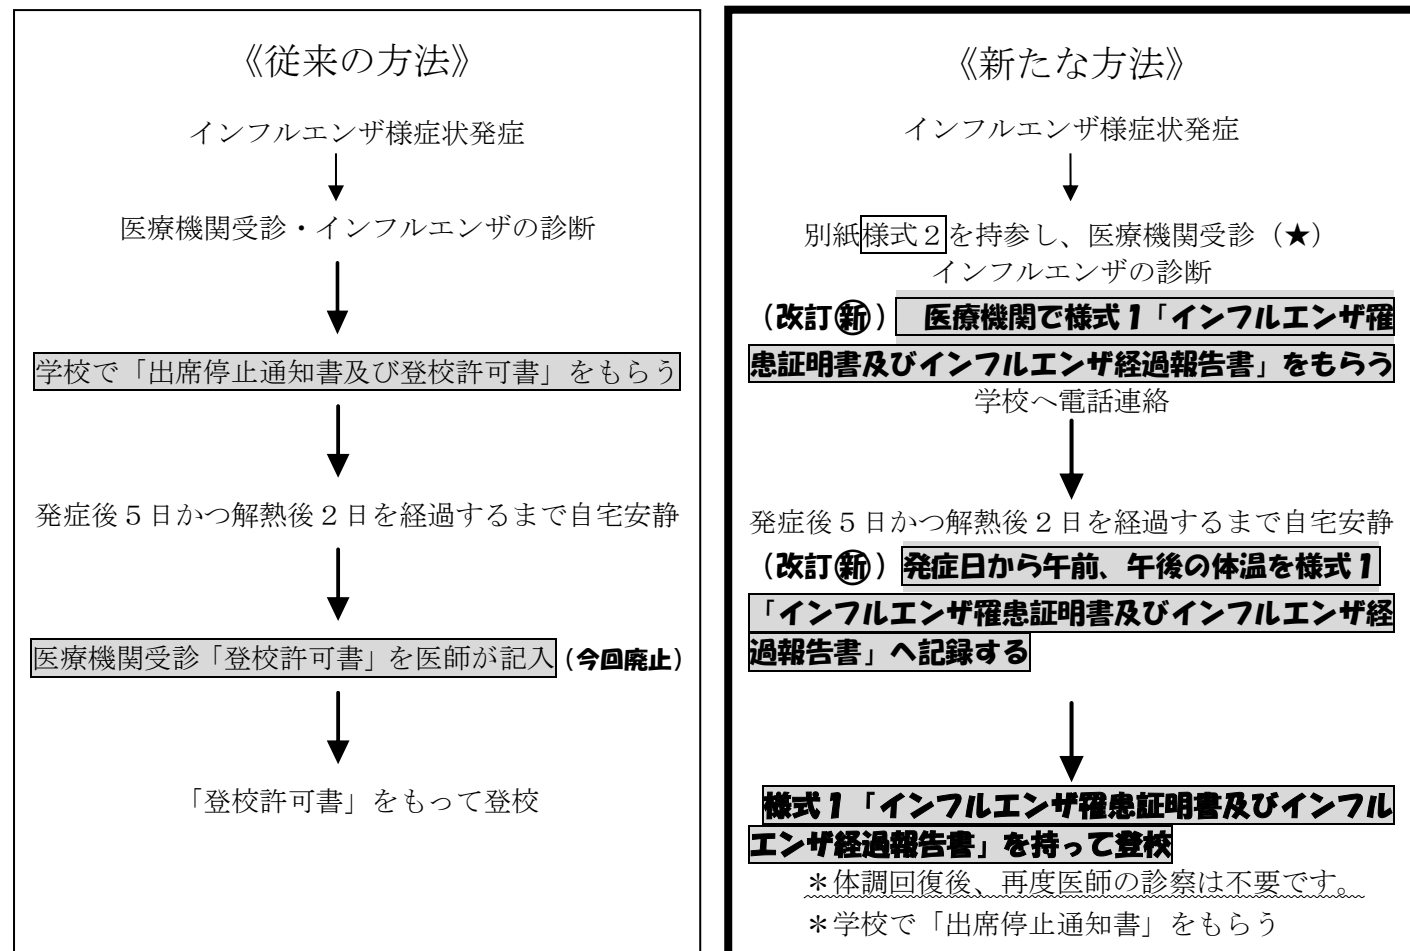 《従来の方法》
インフルエンザ様症状発症
医療機関受診・インフルエンザの診断
学校で「出席停止通知書及び登校許可書」をもらう
発症後５日かつ解熱後２日を経過するまで自宅安静
医療機関受診「登校許可書」を医師が記入（今回廃止）
「登校許可書」をもって登校
《新たな方法》
インフルエンザ様症状発症
別紙様式２を持参し、医療機関受診（★）
インフルエンザの診断
（改訂㊟新）　医療機関で様式１「インフルエンザ罹
患証明書及びインフルエンザ経過報告書」をもらう
学校へ電話連絡
発症後５日かつ解熱後２日を経過するまで自宅安静
（改訂新）発症日から午前、午後の体温を様式１
「インフルエンザ罹患証明書及びインフルエンザ経
過報告書」へ記録する
様式１「インフルエンザ罹患証明書及びインフル
エンザ経過報告書」を持って登校
＊体調回復後、再度医師の診察は不要です。
＊学校で「出席停止通知書」をもらう